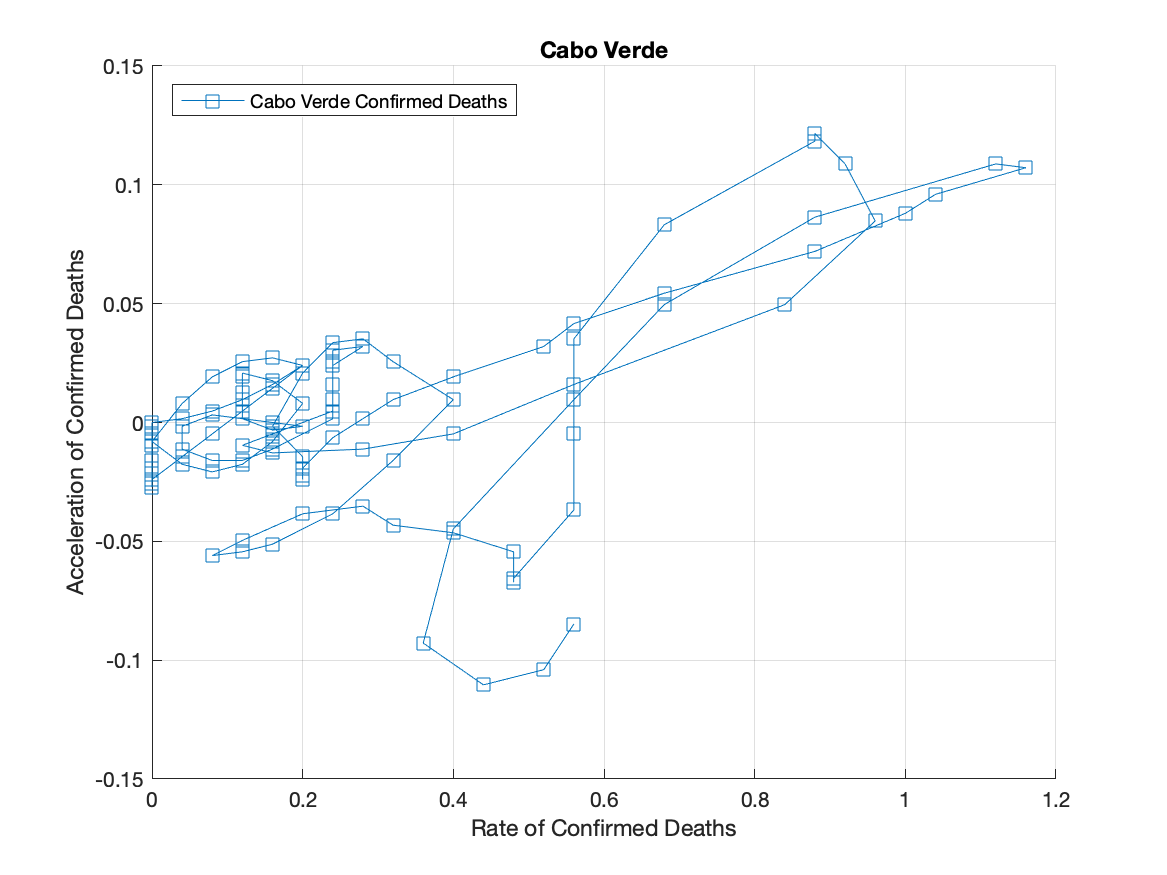 Cabo Verde
0.15
Cabo Verde Confirmed Deaths
0.1
0.05
0
-0.05
-0.1
-0.15
Acceleration of Confirmed Deaths
0 0.2 0.4 0.6 0.8 1 1.2
Rate of Confirmed Deaths